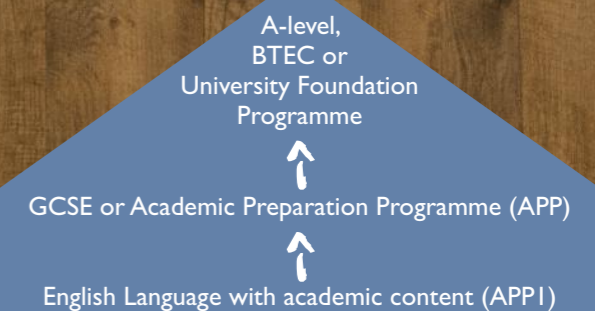 A-level,
BTEC or
University Foundation
Programme
GCSE or Academic Preparation Programme (APP)
English Language with academic content (APP1)